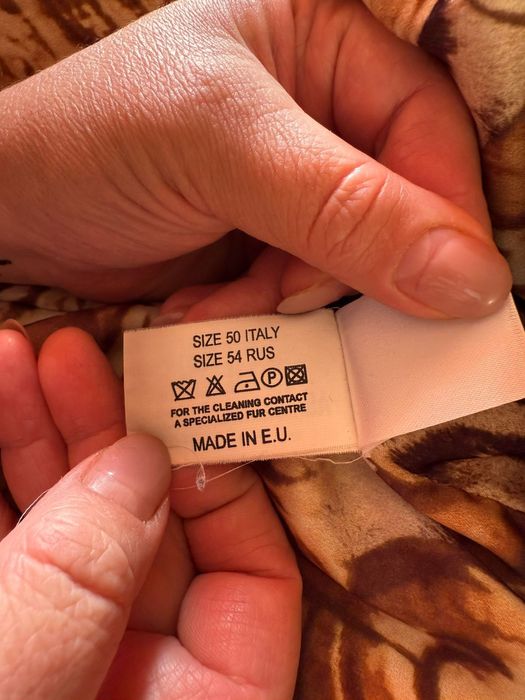 SIZE 50 ITALY
SIZE 54 RUS
P
FOR THE CLEANING CONTACT
A SPECIALIZED FUR CENTRE
MADE IN E.U.